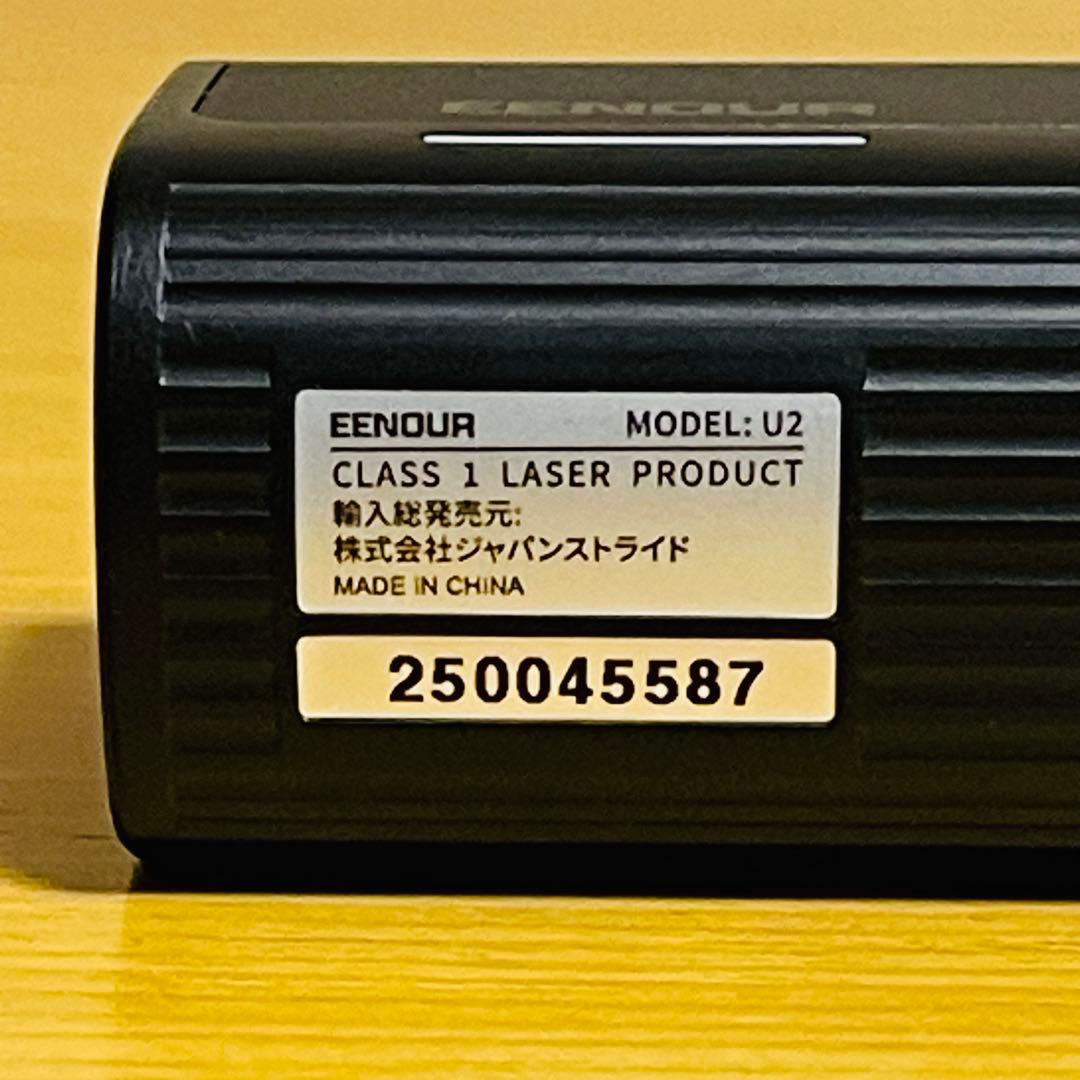 EENOUR
EENOUR MODEL: U2
CLASS 1 LASER PRODUCT
輸入総発売元:
株式会社ジャパンストライド
MADE IN CHINA
250045587